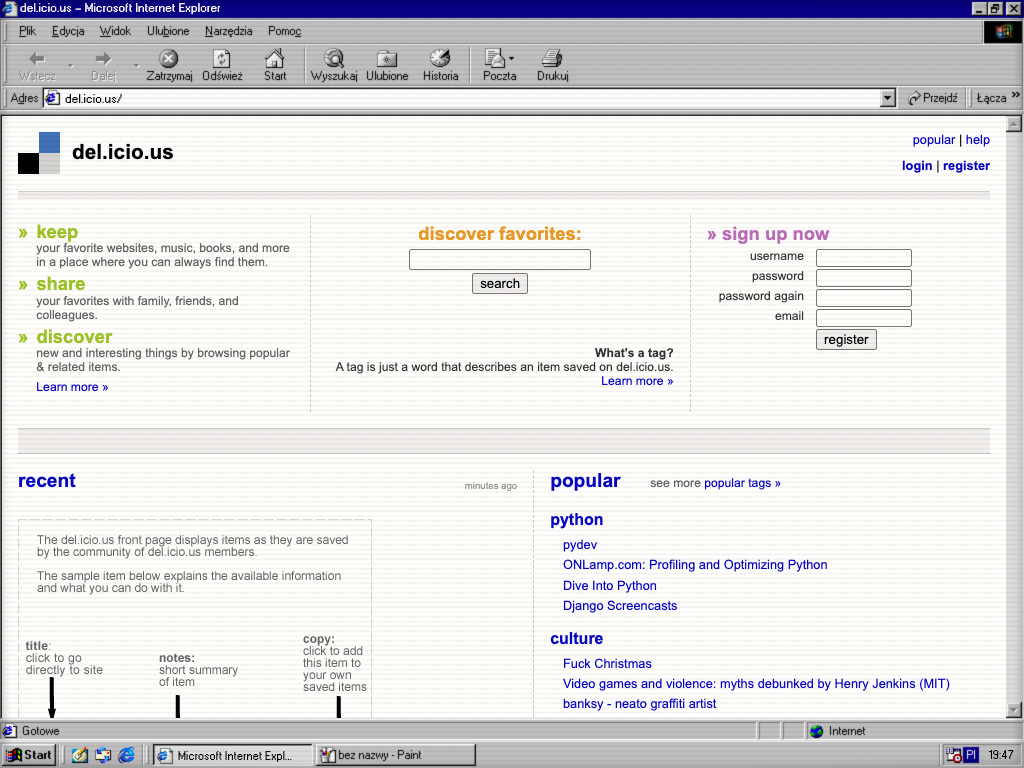 del.icio.us – Microsoft Internet Explorer
Plik Edycja Widok Ulubione Narzędzia Pomoc
Wstecz Dalej Zatrzymaj Odśwież Start Wyszukaj Ulubione Historia Poczta Drukuj
Adres del.icio.us/ Przejdź Łącza »
popular | help
del.icio.us
login | register
» keep
your favorite websites, music, books, and more
in a place where you can always find them.
» share
your favorites with family, friends, and
colleagues.
» discover
new and interesting things by browsing popular
& related items.
Learn more »
discover favorites:
search
What's a tag?
A tag is just a word that describes an item saved on del.icio.us.
Learn more »
» sign up now
username
password
password again
email
register
recent minutes ago
The del.icio.us front page displays items as they are saved
by the community of del.icio.us members.
The sample item below explains the available information
and what you can do with it.
title:
click to go
directly to site
notes:
short summary
of item
copy:
click to add
this item to
your own
saved items
popular see more popular tags »
python
pydev
ONLamp.com: Profiling and Optimizing Python
Dive Into Python
Django Screencasts
culture
Fuck Christmas
Video games and violence: myths debunked by Henry Jenkins (MIT)
banksy - neato graffiti artist
Gotowe Internet
Start Microsoft Internet Expl... bez nazwy - Paint Pl 19:47